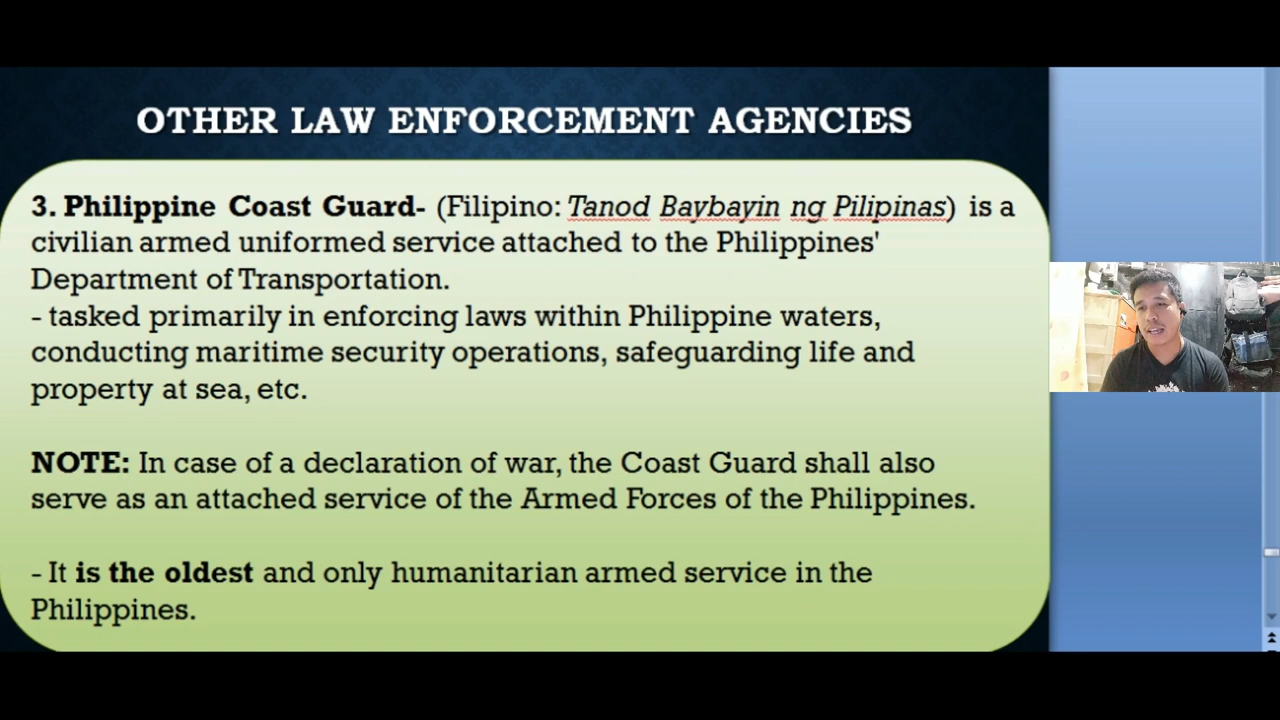 OTHER LAW ENFORCEMENT AGENCIES
3. Philippine Coast Guard- (Filipino: Tanod Baybayin ng Pilipinas) is a
civilian armed uniformed service attached to the Philippines'
Department of Transportation.
- tasked primarily in enforcing laws within Philippine waters,
conducting maritime security operations, safeguarding life and
property at sea, etc.
NOTE: In case of a declaration of war, the Coast Guard shall also
serve as an attached service of the Armed Forces of the Philippines.
- It is the oldest and only humanitarian armed service in the
Philippines.